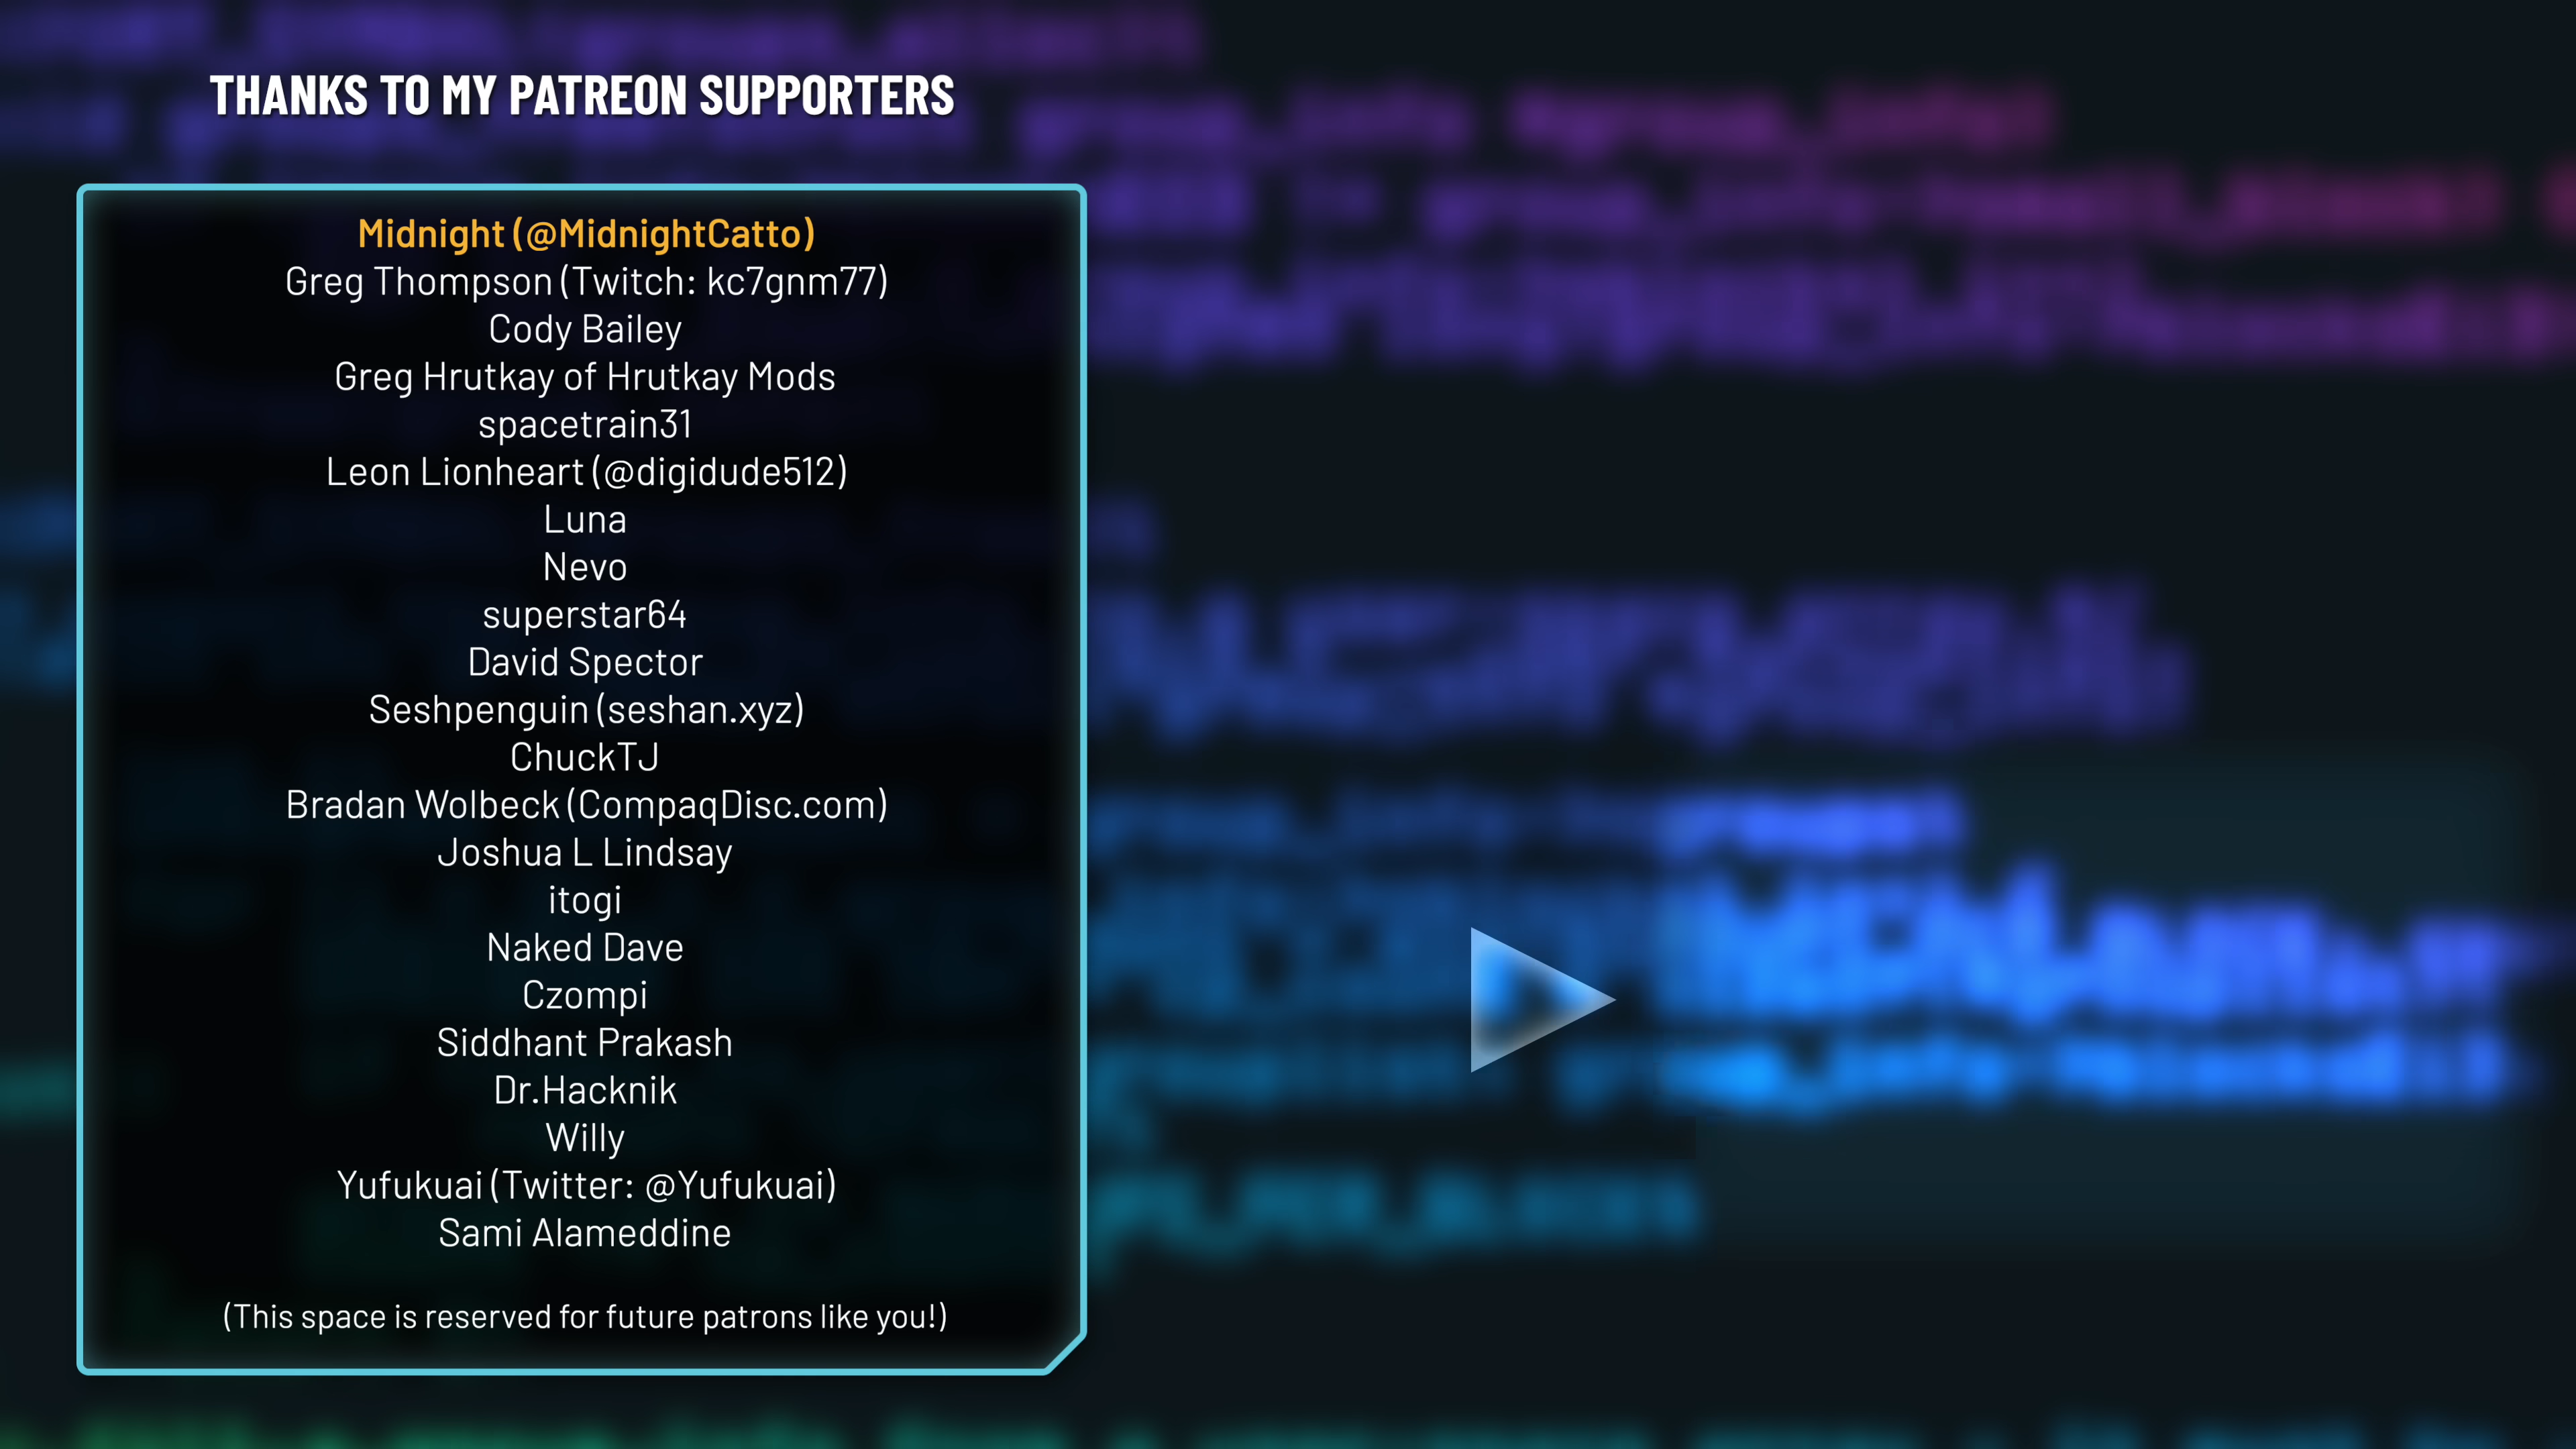 THANKS TO MY PATREON SUPPORTERS
Midnight (@MidnightCatto)
Greg Thompson (Twitch: kc7gnm77)
Cody Bailey
Greg Hrutkay of Hrutkay Mods
spacetrain31
Leon Lionheart (@digidude512)
Luna
Nevo
superstar64
David Spector
Seshpenguin (seshan.xyz)
ChuckTJ
Bradan Wolbeck (CompaqDisc.com)
Joshua L Lindsay
itogi
Naked Dave
Czompi
Siddhant Prakash
Dr.Hacknik
Willy
Yufukuai (Twitter: @Yufukuai)
Sami Alameddine
(This space is reserved for future patrons like you!)